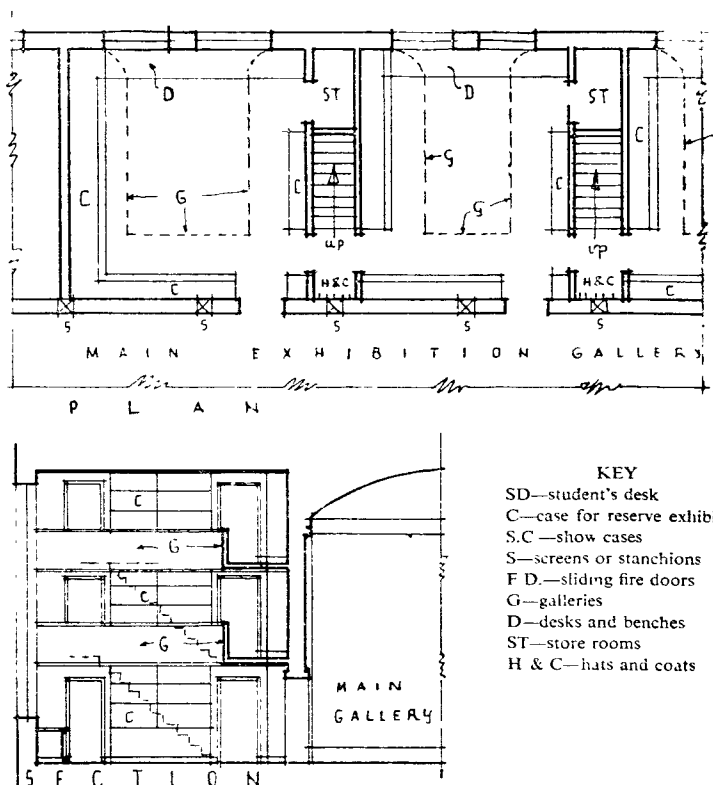 D
D
ST
ST
C
G
C
G
G
C
C
up
up
H&C
H&C
C
C
S
S
S
S
S
MAIN EXHIBITION GALLERY
PLAN
C
G
G
C
G
C
MAIN
GALLERY
SECTION
KEY
SD—student's desk
C—case for reserve exhib
S.C—show cases
S—screens or stanchions
F D.—sliding fire doors
G—galleries
D—desks and benches
ST—store rooms
H & C—hats and coats